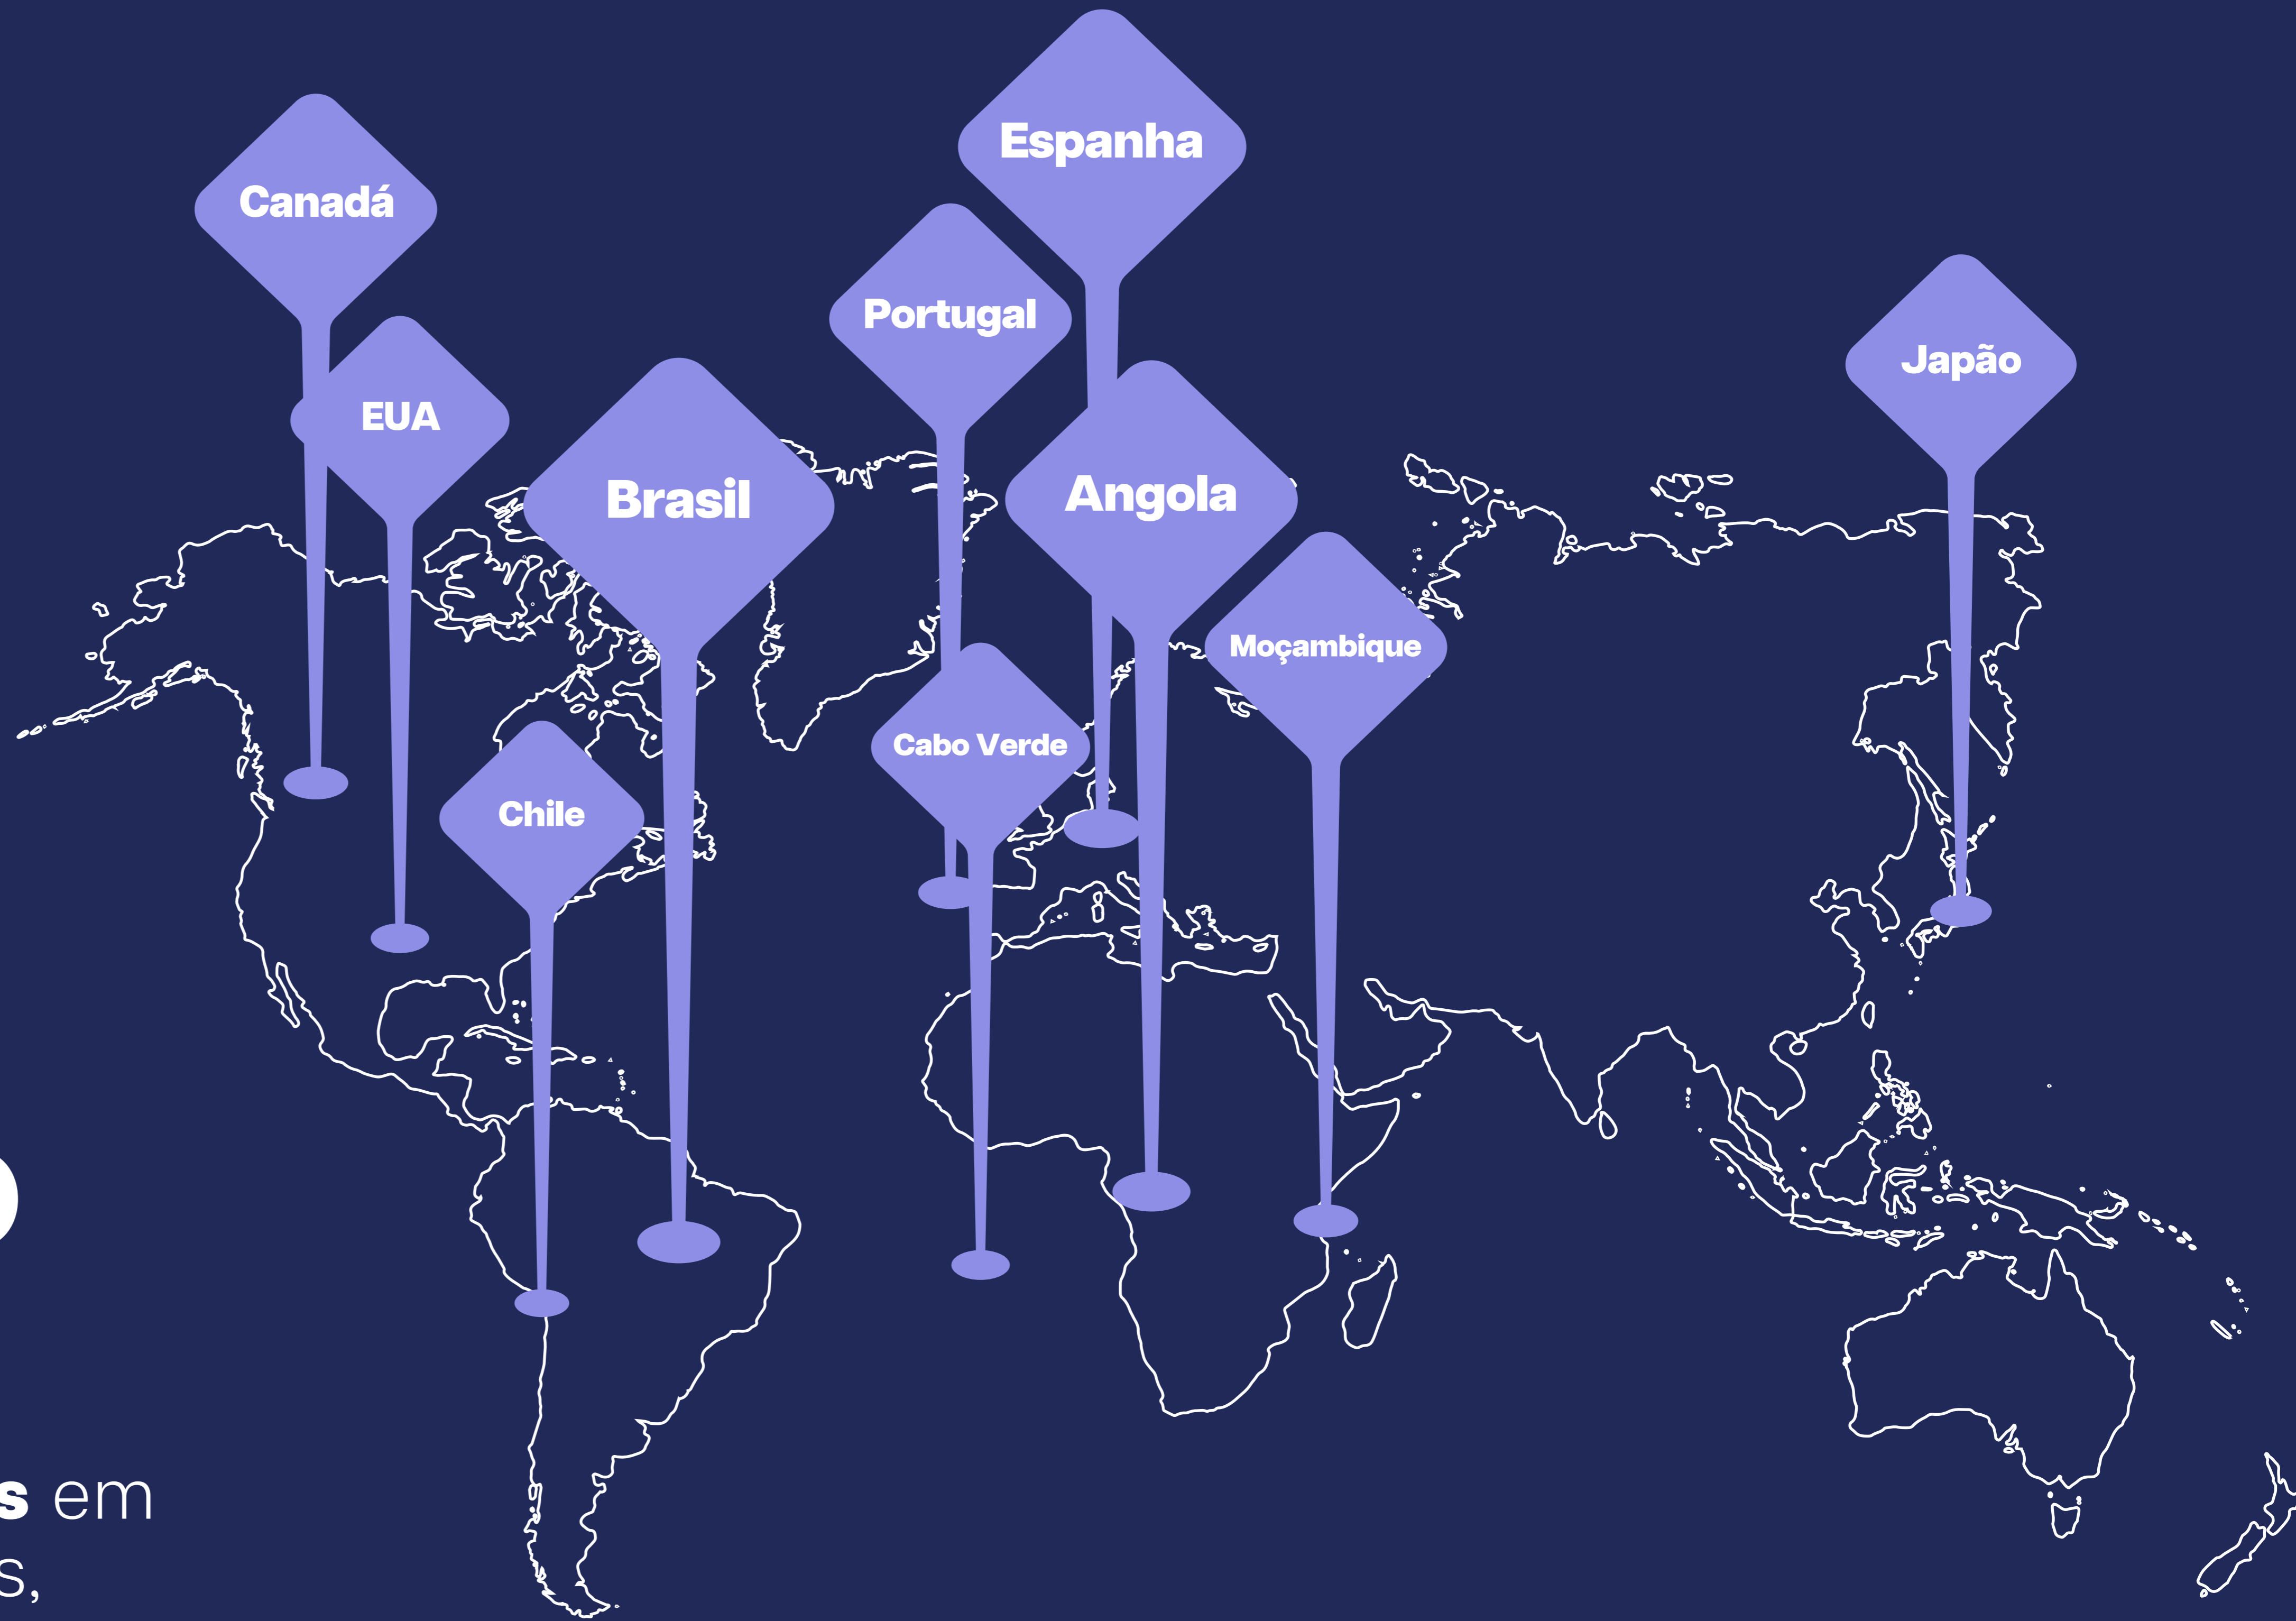 Espanha
Canadá
Portugal
Japão
EUA
Brasil
Angola
Moçambique
Cabo Verde
Chile
s em
s,